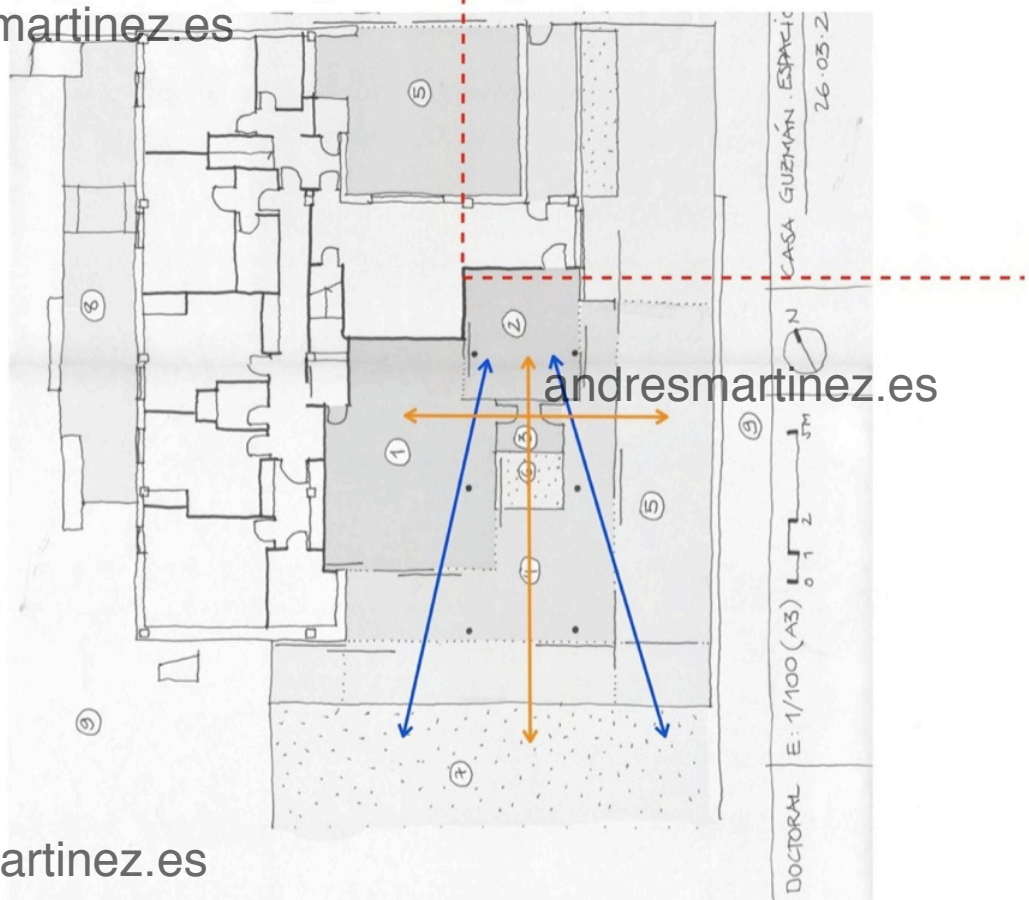 martinez.es
andresmartinez.es
artinez.es
5
8
2
1
3
6
4
5
9
9
7
CASA GUZMÁN. ESPACIO
26·03·2
N
DOCTORAL
E: 1/100 (A3)
0 1 2 5M